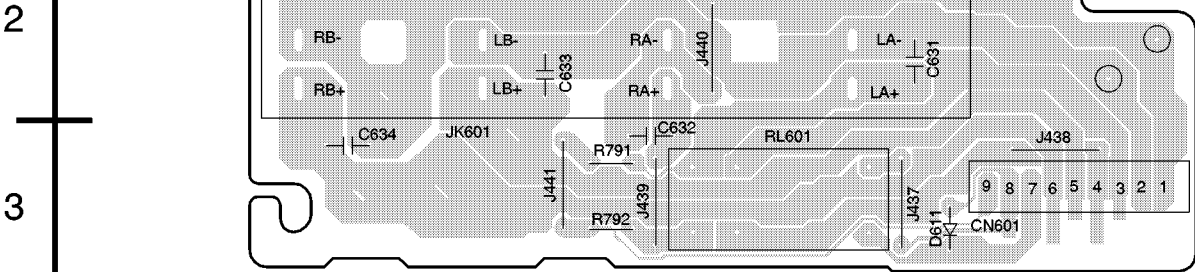 2
RB-
LB-
RA-
J440
LA-
C633
C631
RB+
LB+
RA+
LA+
C634
JK601
C632
RL601
J438
R791
J441
J439
J437
9 8 7 6 5 4 3 2 1
3
R792
D611
CN601